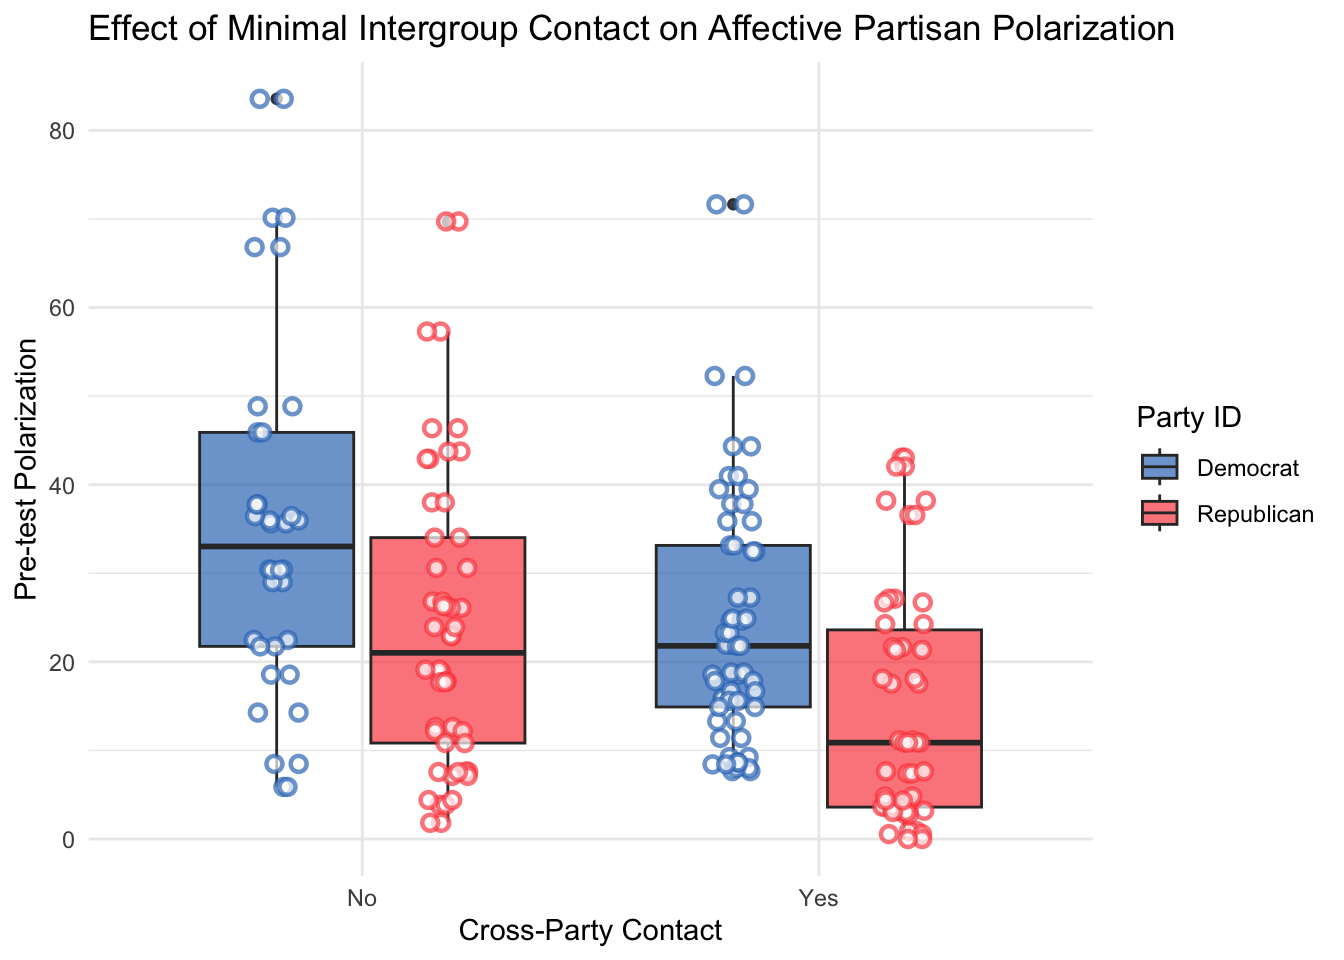 Effect of Minimal Intergroup Contact on Affective Partisan Polarization
80
60
40
20
0
Pre-test Polarization
No
Yes
Cross-Party Contact
Party ID
Democrat
Republican